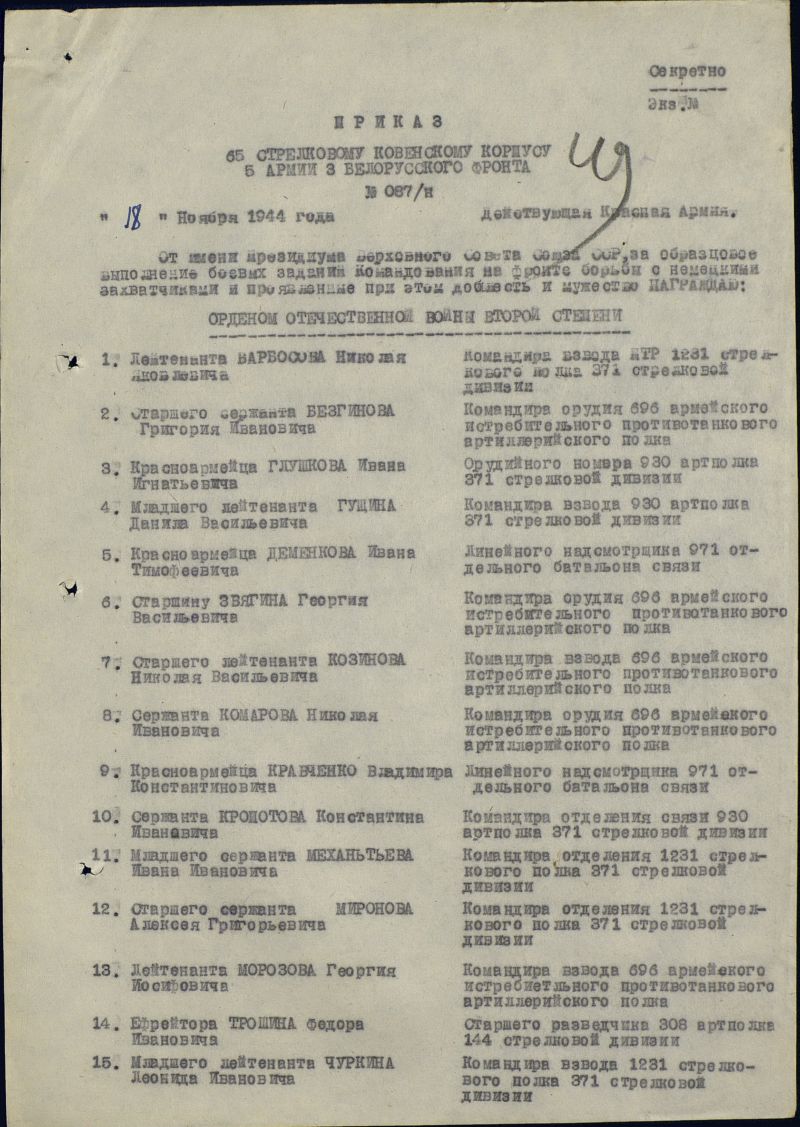 Секретно
Экз.№
ПРИКАЗ
65 СТРЕЛКОВОМУ КОВЕНСКОМУ КОРПУСУ
5 АРМИИ 3 БЕЛОРУССКОГО ФРОНТА
№ 087/н
49
" 18 " Ноября 1944 года Действующая Красная Армия.
От имени Президиума Верховного Совета Союза ССР, за образцовое
выполнение боевых заданий Командования на фронте борьбы с немецкими
захватчиками и проявленные при этом доблесть и мужество НАГРАЖДАЮ:
ОРДЕНОМ ОТЕЧЕСТВЕННОЙ ВОЙНЫ ВТОРОЙ СТЕПЕНИ
1. Лейтенанта БАРБОСОВА Николая Командира взвода ПТР 1231 стрел-
Яковлевича кового полка 371 стрелковой
дивизии
2. Старшего сержанта БЕЗГИНОВА Командира орудия 696 армейского
Григория Ивановича истребительного противотанкового
артиллерийского полка
3. Красноармейца ГЛУШКОВА Ивана Орудийного номера 930 артполка
Игнатьевича 371 стрелковой дивизии
4. Младшего лейтенанта ГУЩИНА Командира взвода 930 артполка
Данила Васильевича 371 стрелковой дивизии
5. Красноармейца ДЕМЕНКОВА Ивана Линейного надсмотрщика 971 от-
Тимофеевича дельного батальона связи
6. Старшину ЗВЯГИНА Георгия Командира орудия 696 армейского
Васильевича истребительного противотанкового
артиллерийского полка
7. Старшего лейтенанта КОЗИНОВА Командира взвода 696 армейского
Николая Васильевича истребительного противотанкового
артиллерийского полка
8. Сержанта КОМАРОВА Николая Командира орудия 696 армейского
Ивановича истребительного противотанкового
артиллерийского полка
9. Красноармейца КРАВЧЕНКО Владимира Линейного надсмотрщика 971 от-
Константиновича дельного батальона связи
10. Сержанта КРОПОТОВА Константина Командира отделения связи 930
Ивановича артполка 371 стрелковой дивизии
11. Младшего сержанта МЕХАНЬТЬЕВА Командира отделения 1231 стрел-
Ивана Ивановича кового полка 371 стрелковой
дивизии
12. Старшего сержанта МИРОНОВА Командира отделения 1231 стрел-
Алексея Григорьевича кового полка 371 стрелковой
дивизии
13. Лейтенанта МОРОЗОВА Георгия Командира взвода 696 армейского
Иосифовича истребиетльного противотанкового
артиллерийского полка
14. Ефрейтора ТРОШИНА Федора Старшего разведчика 308 артполка
Ивановича 144 стрелковой дивизии
15. Младшего лейтенанта ЧУРКИНА Командира взвода 1231 стрелко-
Леонида Ивановича вого полка 371 стрелковой
дивизии